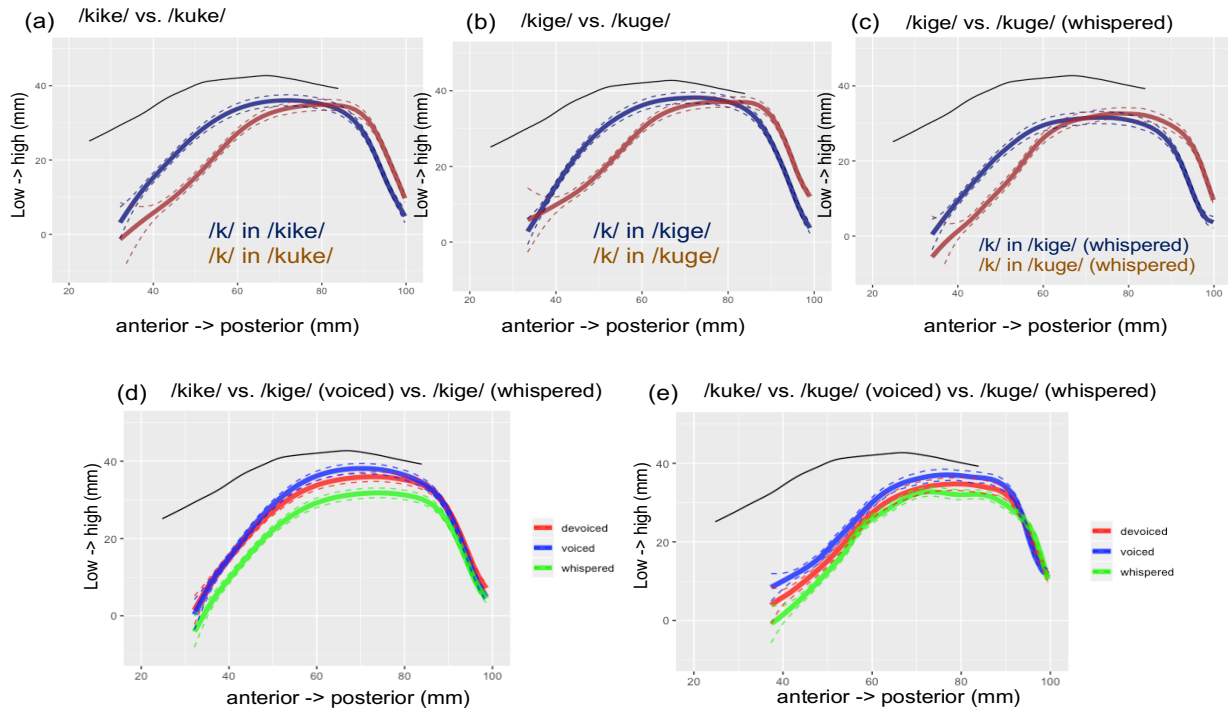 (a) /kike/ vs. /kuke/
Low -> high (mm)
40
20
0
/k/ in /kike/
/k/ in /kuke/
20 40 60 80 100
anterior -> posterior (mm)
(b) /kige/ vs. /kuge/
Low -> high (mm)
40
20
0
/k/ in /kige/
/k/ in /kuge/
20 40 60 80 100
anterior -> posterior (mm)
(c) /kige/ vs. /kuge/ (whispered)
Low -> high (mm)
40
20
0
/k/ in /kige/ (whispered)
/k/ in /kuge/ (whispered)
20 40 60 80 100
anterior -> posterior (mm)
(d) /kike/ vs. /kige/ (voiced) vs. /kige/ (whispered)
Low -> high (mm)
40
20
0
devoiced
voiced
whispered
20 40 60 80 100
anterior -> posterior (mm)
(e) /kuke/ vs. /kuge/ (voiced) vs. /kuge/ (whispered)
Low -> high (mm)
40
20
0
devoiced
voiced
whispered
20 40 60 80 100
anterior -> posterior (mm)